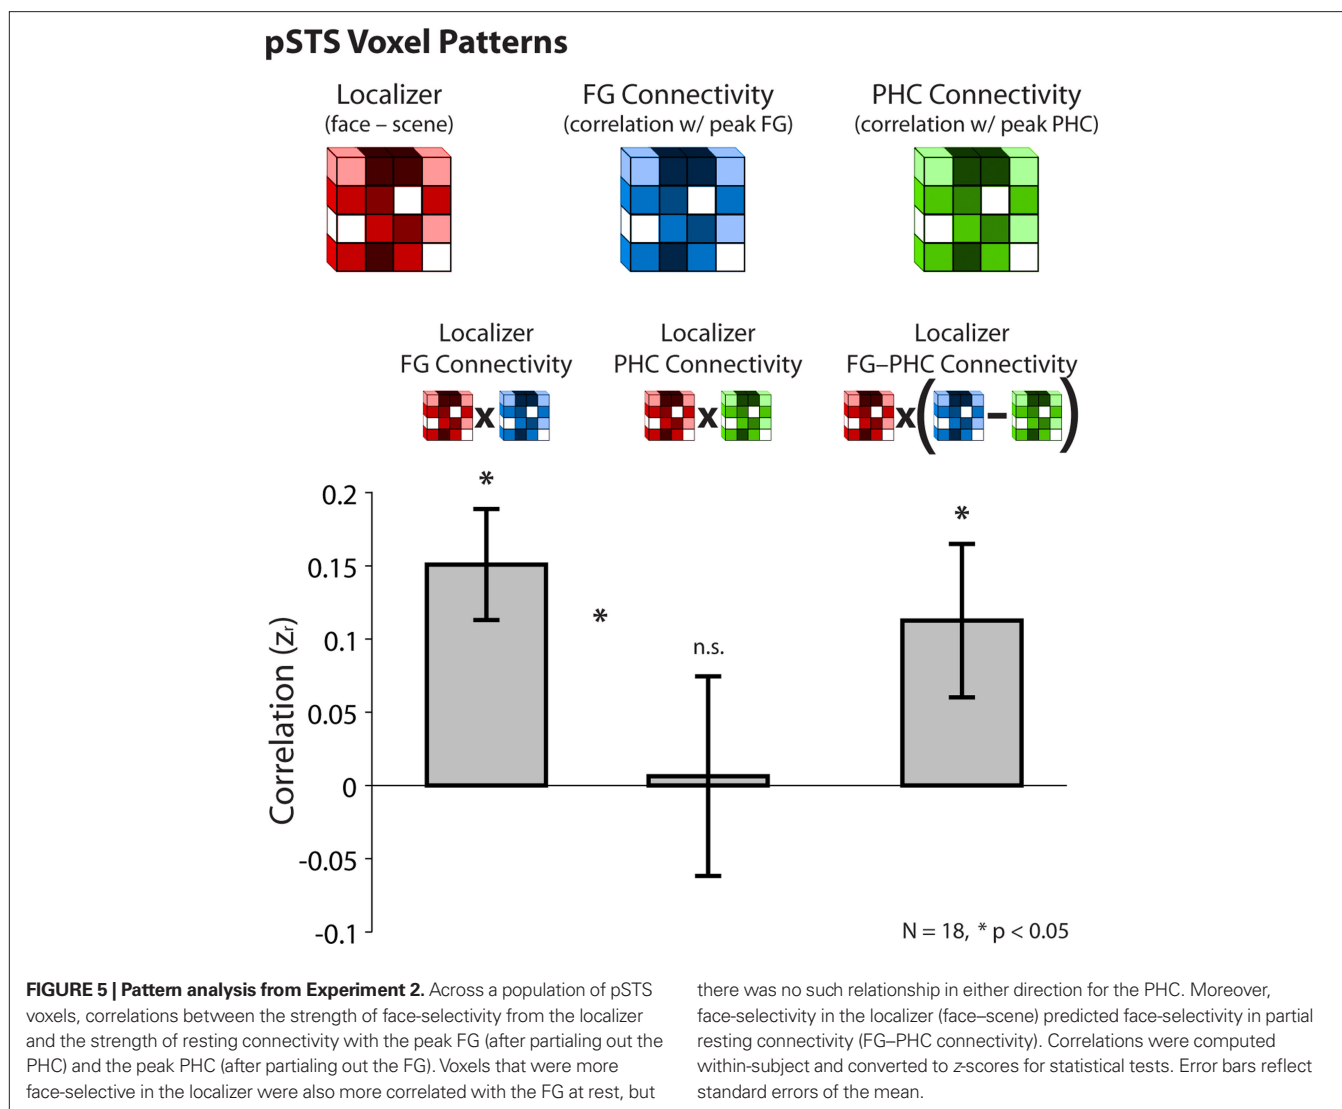 pSTS Voxel Patterns
Localizer
(face – scene)
FG Connectivity
(correlation w/ peak FG)
PHC Connectivity
(correlation w/ peak PHC)
Localizer
FG Connectivity
Localizer
PHC Connectivity
Localizer
FG–PHC Connectivity
x
x
x(–)
*
*
n.s.
*
Correlation (zr)
0.2
0.15
0.1
0.05
0
-0.05
-0.1
N = 18, * p < 0.05
FIGURE 5 | Pattern analysis from Experiment 2. Across a population of pSTS
voxels, correlations between the strength of face-selectivity from the localizer
and the strength of resting connectivity with the peak FG (after partialing out the
PHC) and the peak PHC (after partialing out the FG). Voxels that were more
face-selective in the localizer were also more correlated with the FG at rest, but
there was no such relationship in either direction for the PHC. Moreover,
face-selectivity in the localizer (face–scene) predicted face-selectivity in partial
resting connectivity (FG–PHC connectivity). Correlations were computed
within-subject and converted to z-scores for statistical tests. Error bars reflect
standard errors of the mean.